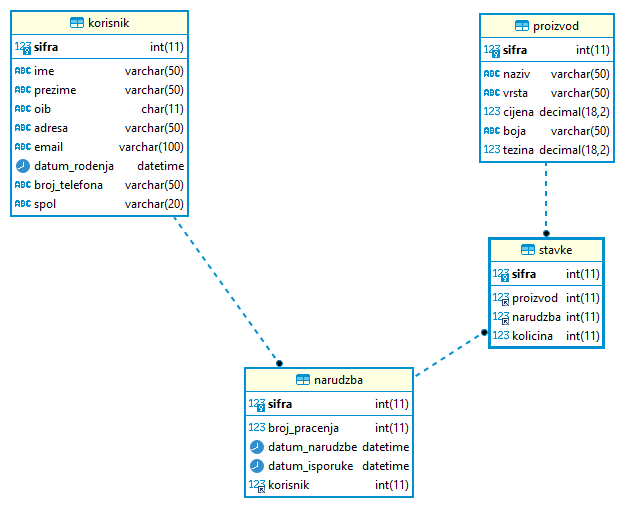 korisnik
123 sifra int(11)
ABC ime varchar(50)
ABC prezime varchar(50)
ABC oib char(11)
ABC adresa varchar(50)
ABC email varchar(100)
datum_rodenja datetime
ABC broj_telefona varchar(50)
ABC spol varchar(20)
proizvod
123 sifra int(11)
ABC naziv varchar(50)
ABC vrsta varchar(50)
123 cijena decimal(18,2)
ABC boja varchar(50)
123 tezina decimal(18,2)
stavke
123 sifra int(11)
123 proizvod int(11)
123 narudzba int(11)
123 kolicina int(11)
narudzba
123 sifra int(11)
123 broj_pracenja int(11)
datum_narudzbe datetime
datum_isporuke datetime
123 korisnik int(11)